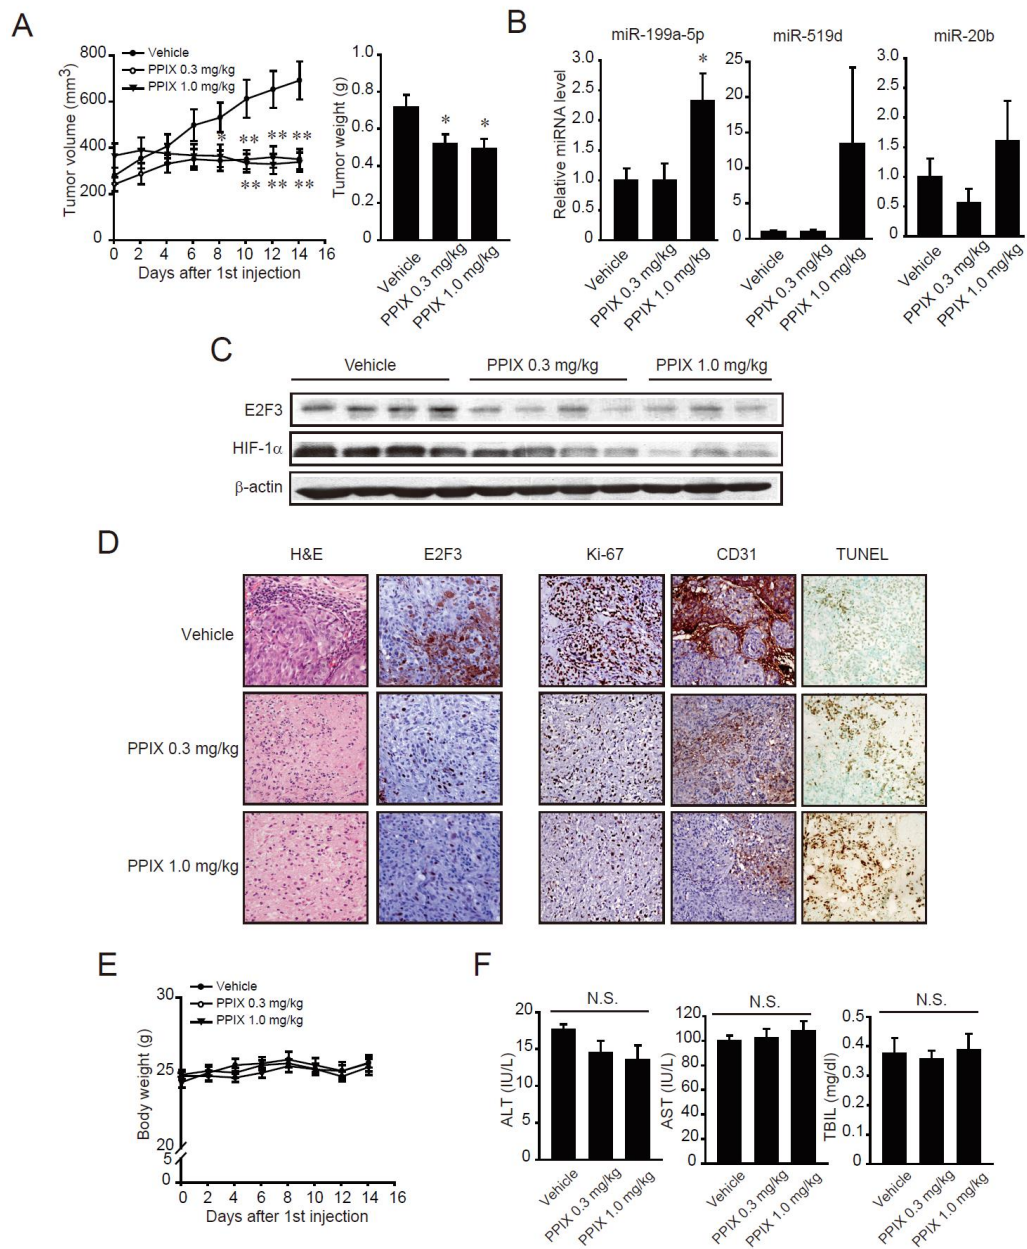 A
Vehicle
PPIX 0.3 mg/kg
PPIX 1.0 mg/kg
Tumor volume (mm3)
800
600
400
200
0
* ** ** **
** ** **
0 2 4 6 8 10 12 14 16
Days after 1st injection
Tumor weight (g)
1.0
0.8
0.6
0.4
0.2
0
* *
Vehicle
PPIX 0.3 mg/kg
PPIX 1.0 mg/kg
B
miR-199a-5p
Relative miRNA level
3.0
2.5
2.0
1.5
1.0
0.5
0
*
Vehicle
PPIX 0.3 mg/kg
PPIX 1.0 mg/kg
miR-519d
25
20
15
10
5
0
Vehicle
PPIX 0.3 mg/kg
PPIX 1.0 mg/kg
miR-20b
3.0
2.5
2.0
1.5
1.0
0.5
0
Vehicle
PPIX 0.3 mg/kg
PPIX 1.0 mg/kg
C
Vehicle PPIX 0.3 mg/kg PPIX 1.0 mg/kg
E2F3
HIF-1α
β-actin
D
H&E E2F3 Ki-67 CD31 TUNEL
Vehicle
PPIX 0.3 mg/kg
PPIX 1.0 mg/kg
E
Vehicle
PPIX 0.3 mg/kg
PPIX 1.0 mg/kg
Body weight (g)
30
25
20
5
0
0 2 4 6 8 10 12 14 16
Days after 1st injection
F
N.S.
ALT (IU/L)
20
15
10
5
0
Vehicle
PPIX 0.3 mg/kg
PPIX 1.0 mg/kg
N.S.
AST (IU/L)
120
100
80
60
40
20
0
Vehicle
PPIX 0.3 mg/kg
PPIX 1.0 mg/kg
N.S.
TBIL (mg/dl)
0.5
0.4
0.3
0.2
0.1
0
Vehicle
PPIX 0.3 mg/kg
PPIX 1.0 mg/kg